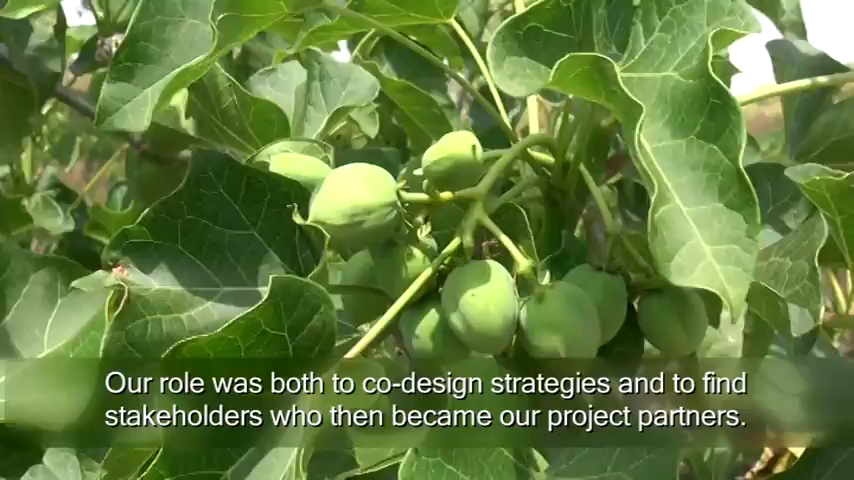 Our role was both to co-design strategies and to find
stakeholders who then became our project partners.